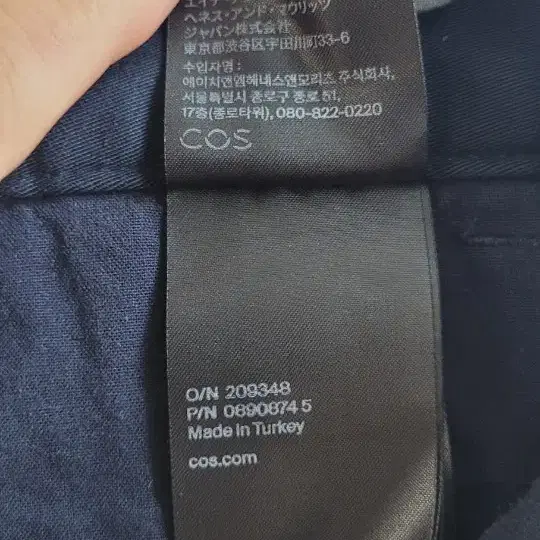 ヘネス・アンド・マウリッツ
ジャパン株式会社
東京都渋谷区宇田川町33-6
수입자명 :
에이치앤엠헤네스앤모리츠 주식회사,
서울특별시 종로구 종로 51,
17층(종로타워), 080-822-0220
COS
O/N 209348
P/N 0890874 5
Made in Turkey
cos.com